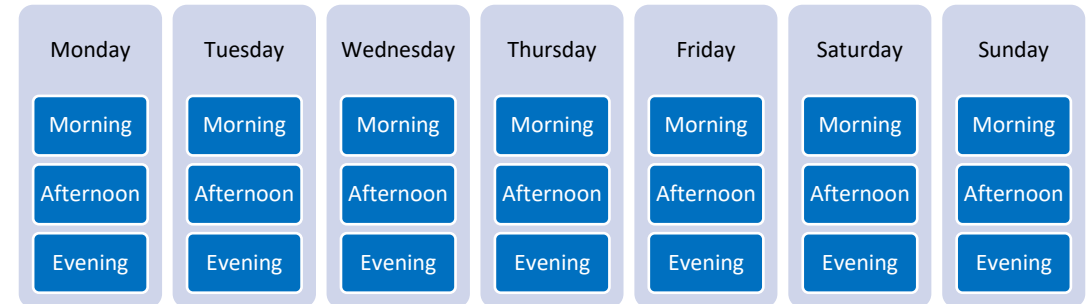 Monday Tuesday Wednesday Thursday Friday Saturday Sunday
Morning Morning Morning Morning Morning Morning Morning
Afternoon Afternoon Afternoon Afternoon Afternoon Afternoon Afternoon
Evening Evening Evening Evening Evening Evening Evening